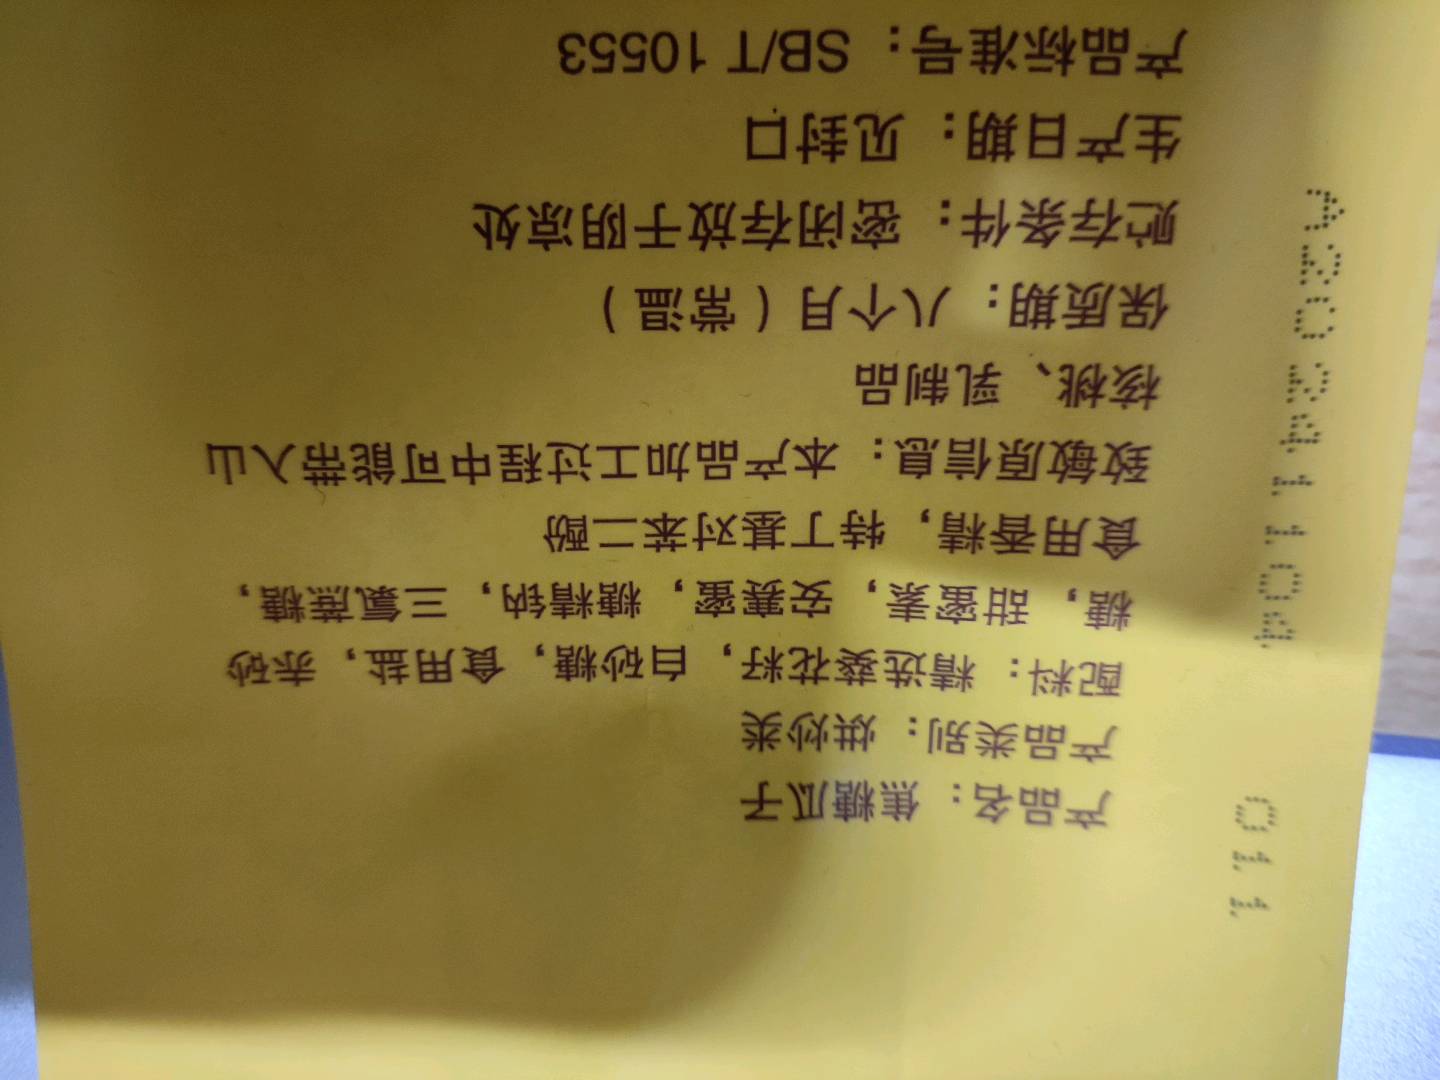 产品名：焦糖瓜子
产品类别：烘炒类
配料：精选葵花籽，白砂糖，食用盐，赤砂
糖，甜蜜素，安赛蜜，糖精钠，三氯蔗糖，
食用香精，特丁基对苯二酚
致敏原信息：本产品加工过程中可能带入山
核桃、乳制品
保质期：八个月（常温）
贮存条件：密闭存放于阴凉处
生产日期：见封口
产品标准号：SB/T 10553